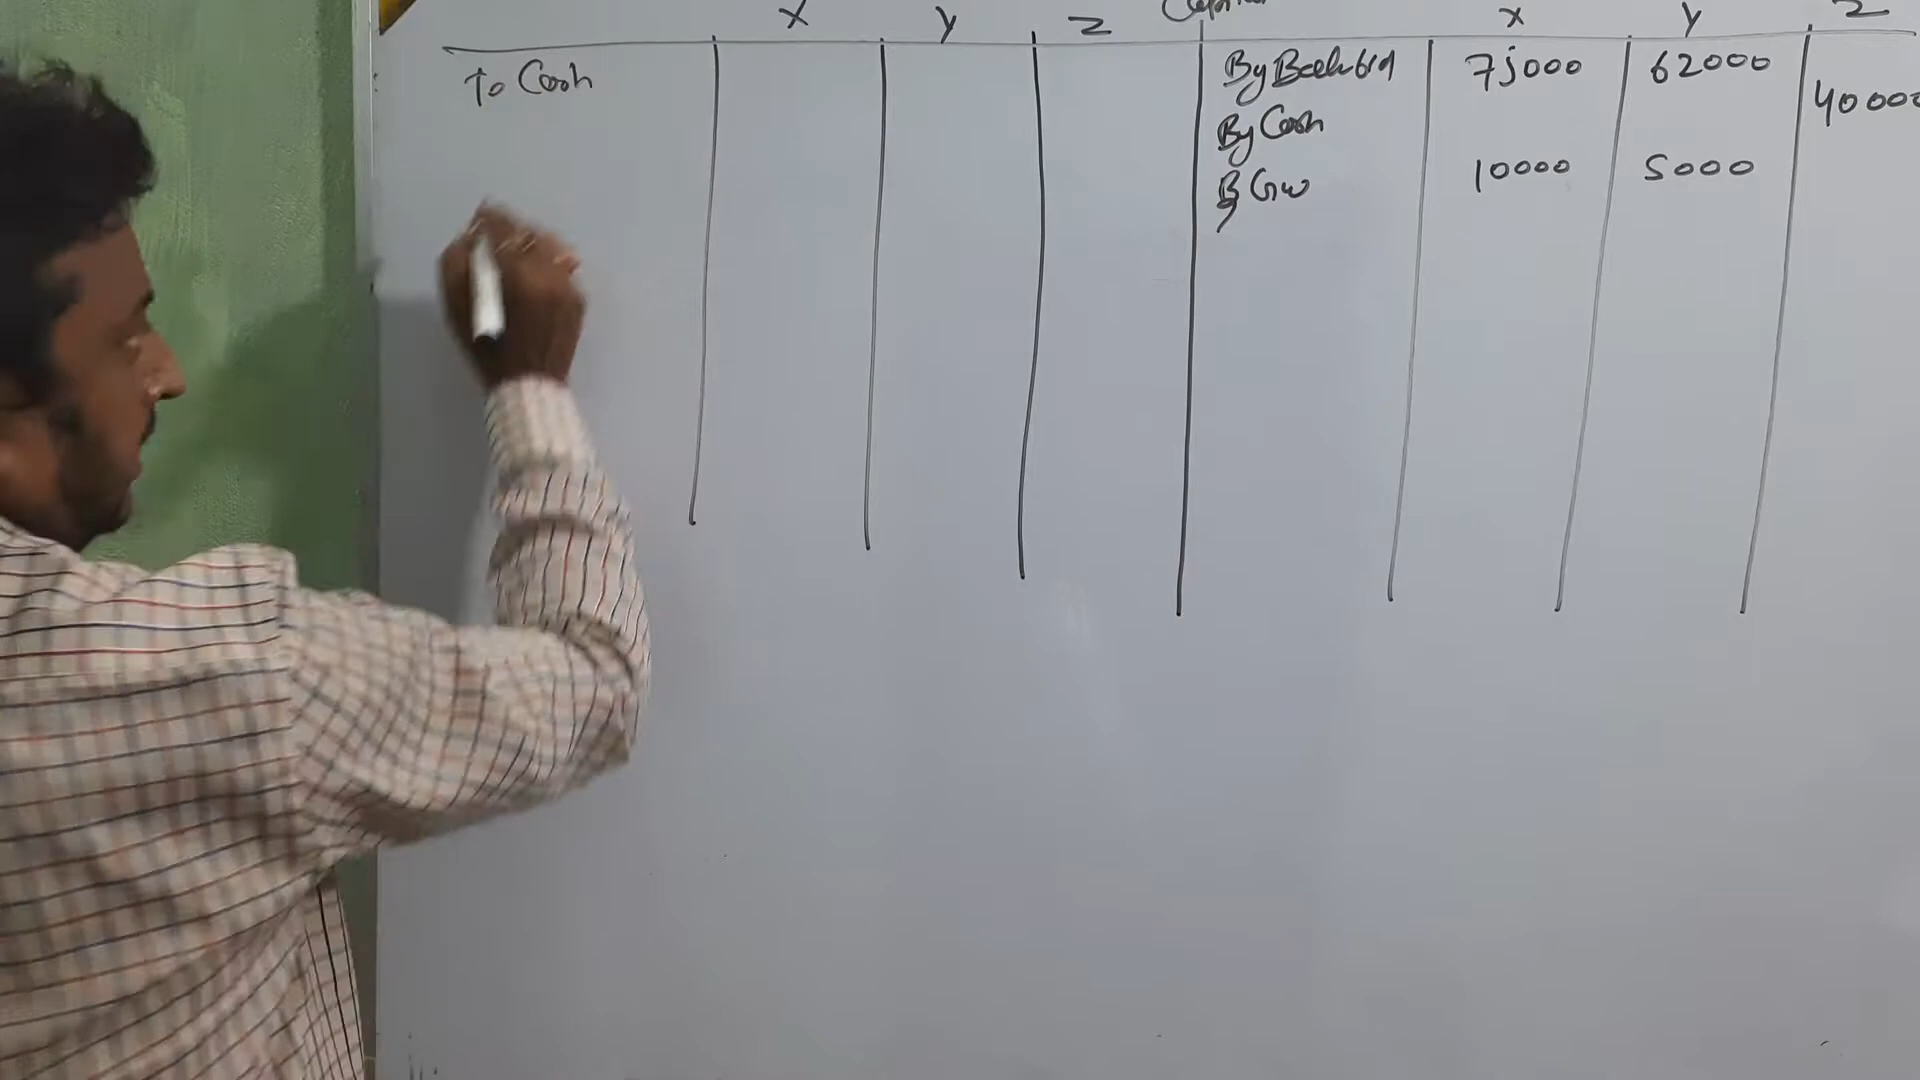 X Y Z Capital X Y Z
To Cash By Bal b/d 75000 62000
By Cash 40000
By Gw 10000 5000